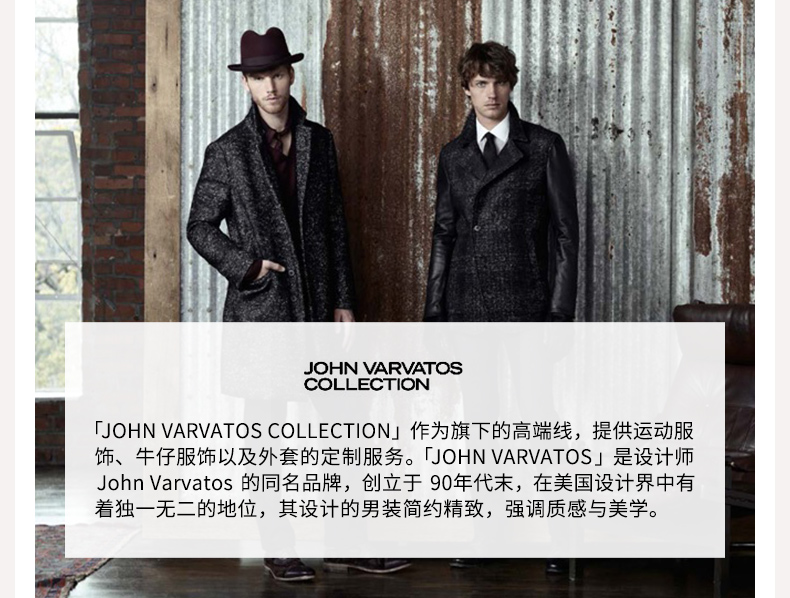 JOHN VARVATOS
COLLECTION
「JOHN VARVATOS COLLECTION」作为旗下的高端线，提供运动服
饰、牛仔服饰以及外套的定制服务。「JOHN VARVATOS」是设计师
John Varvatos 的同名品牌，创立于 90年代末，在美国设计界中有
着独一无二的地位，其设计的男装简约精致，强调质感与美学。